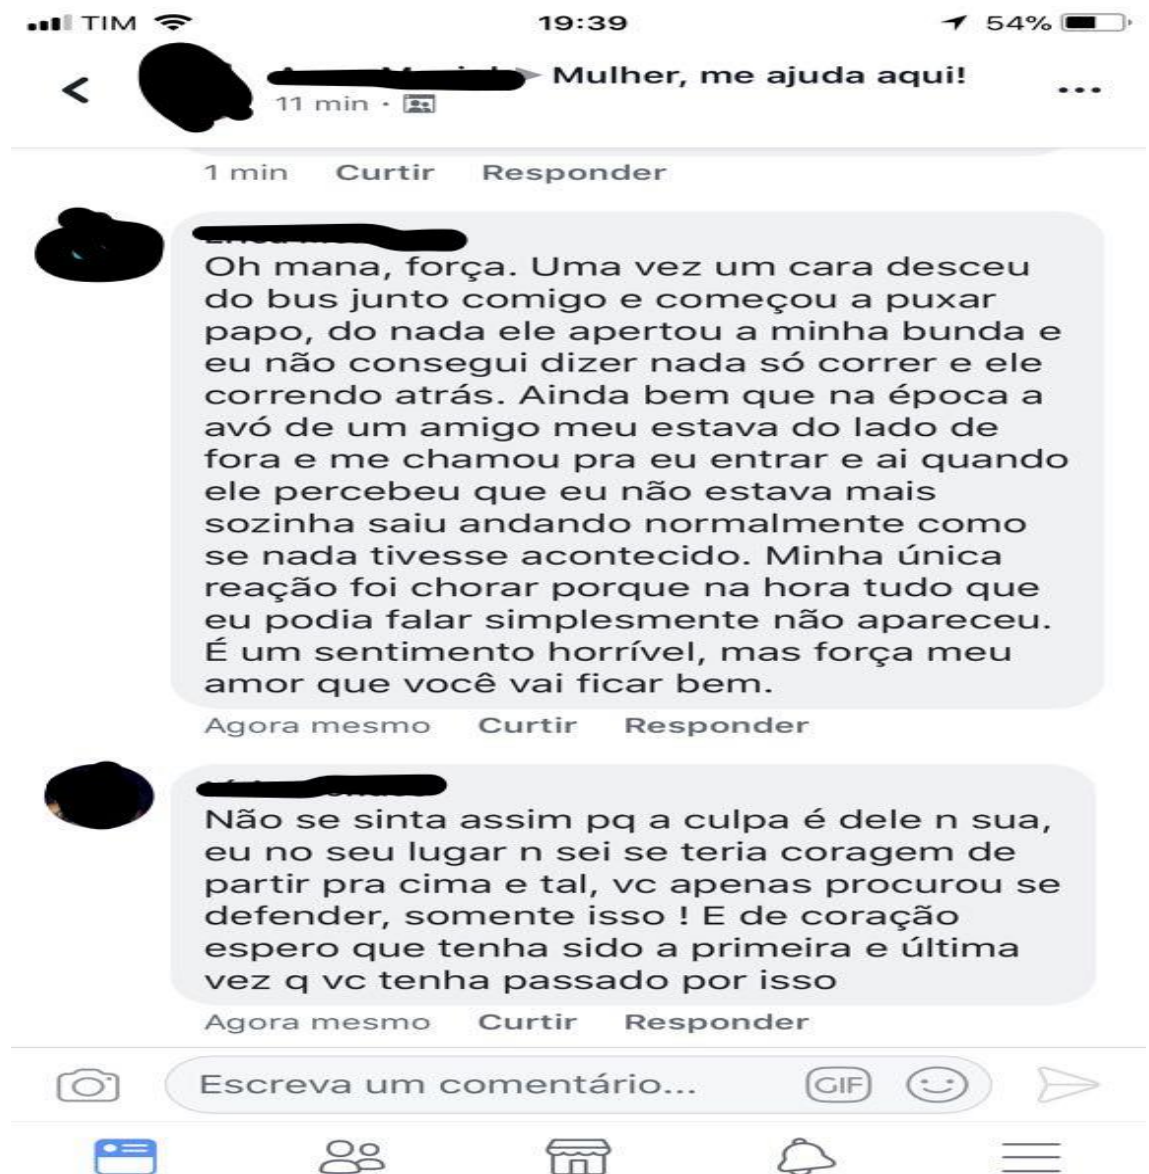 TIM
19:39
54%
Mulher, me ajuda aqui!
11 min ·
1 min Curtir Responder
Oh mana, força. Uma vez um cara desceu
do bus junto comigo e começou a puxar
papo, do nada ele apertou a minha bunda e
eu não consegui dizer nada só correr e ele
correndo atrás. Ainda bem que na época a
avó de um amigo meu estava do lado de
fora e me chamou pra eu entrar e ai quando
ele percebeu que eu não estava mais
sozinha saiu andando normalmente como
se nada tivesse acontecido. Minha única
reação foi chorar porque na hora tudo que
eu podia falar simplesmente não apareceu.
É um sentimento horrível, mas força meu
amor que você vai ficar bem.
Agora mesmo Curtir Responder
Não se sinta assim pq a culpa é dele n sua,
eu no seu lugar n sei se teria coragem de
partir pra cima e tal, vc apenas procurou se
defender, somente isso ! E de coração
espero que tenha sido a primeira e última
vez q vc tenha passado por isso
Agora mesmo Curtir Responder
Escreva um comentário...
GIF